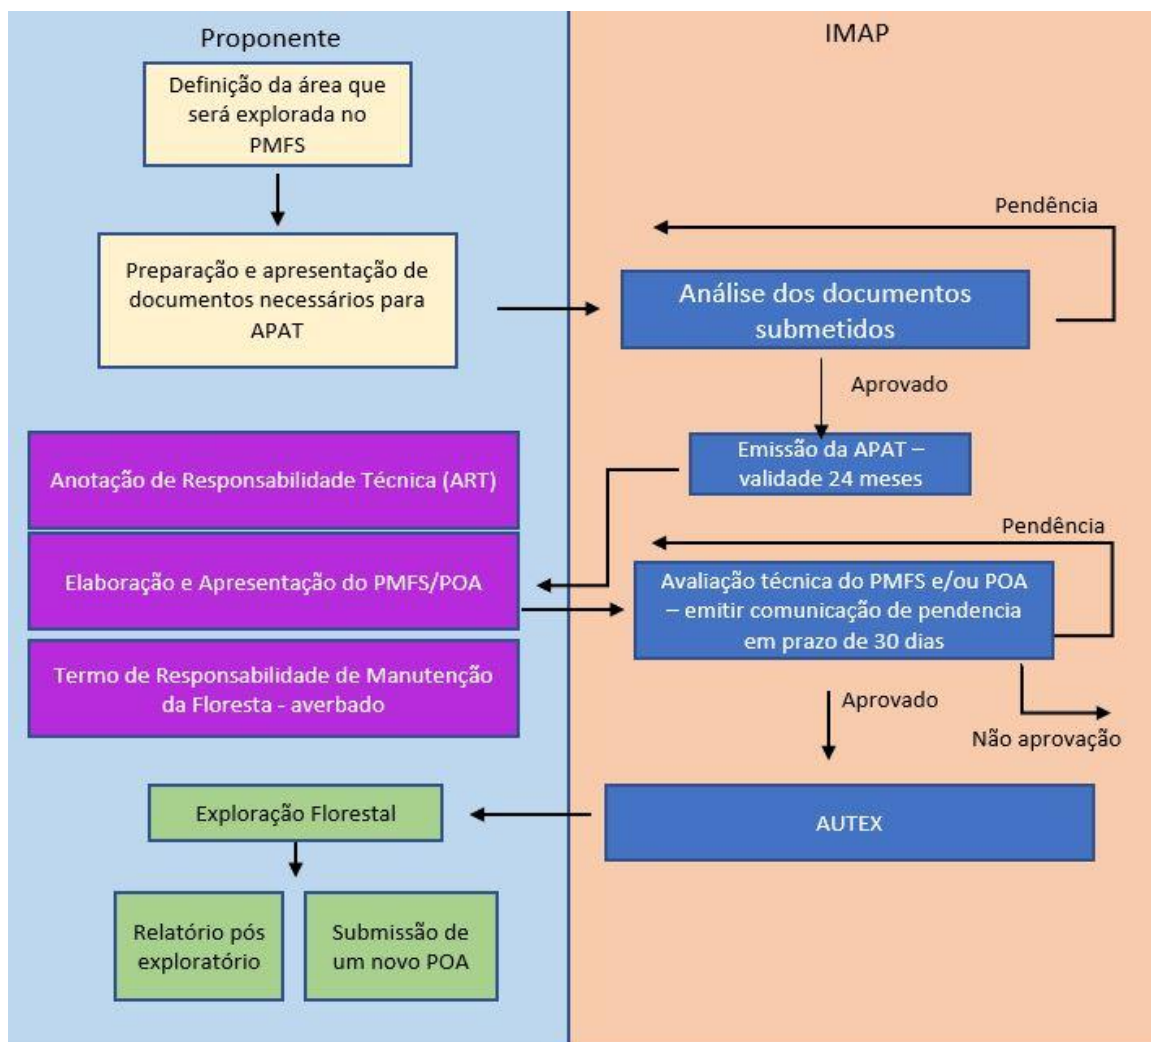 Proponente
IMAP
Definição da área que
será explorada no
PMFS
Pendência
Preparação e apresentação de
documentos necessários para
APAT
Análise dos documentos
submetidos
Aprovado
Anotação de Responsabilidade Técnica (ART)
Emissão da APAT –
validade 24 meses
Pendência
Elaboração e Apresentação do PMFS/POA
Avaliação técnica do PMFS e/ou POA
– emitir comunicação de pendencia
em prazo de 30 dias
Termo de Responsabilidade de Manutenção
da Floresta - averbado
Aprovado
Não aprovação
Exploração Florestal
AUTEX
Relatório pós
exploratório
Submissão de
um novo POA